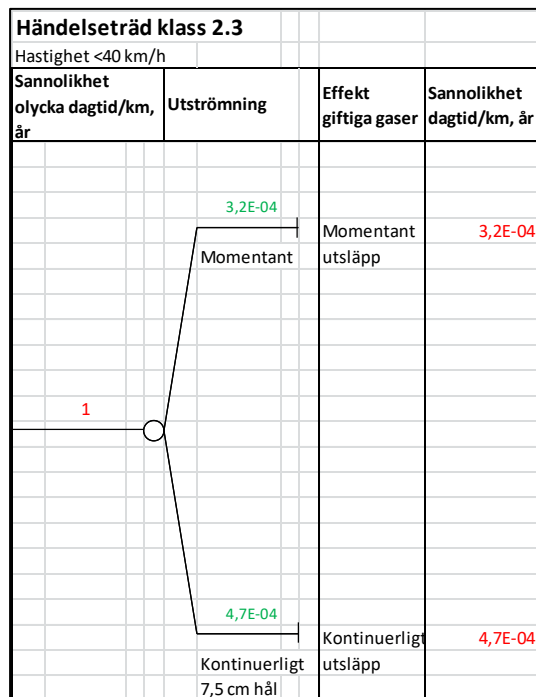 Händelseträd klass 2.3
Hastighet <40 km/h
Sannolikhet
olycka dagtid/km,
år
Utströmning
Effekt
giftiga gaser
Sannolikhet
dagtid/km, år
3,2E-04
Momentant
Momentant
utsläpp
3,2E-04
1
4,7E-04
Kontinuerligt
7,5 cm hål
Kontinuerligt
utsläpp
4,7E-04